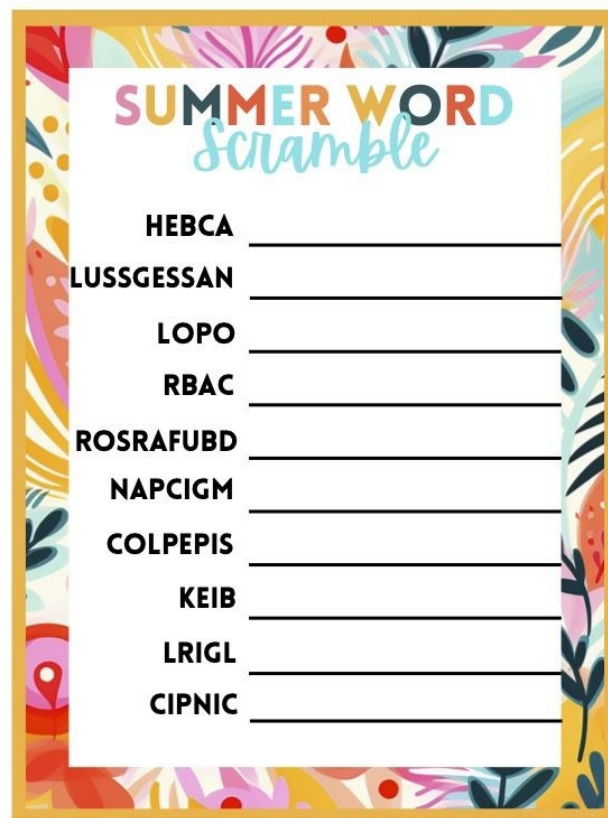 SUMMER WORD
Scramble
HEBCA
LUSSGESSAN
LOPO
RBAC
ROSRAFUBD
NAPCIGM
COLPEPIS
KEIB
LRIGL
CIPNIC